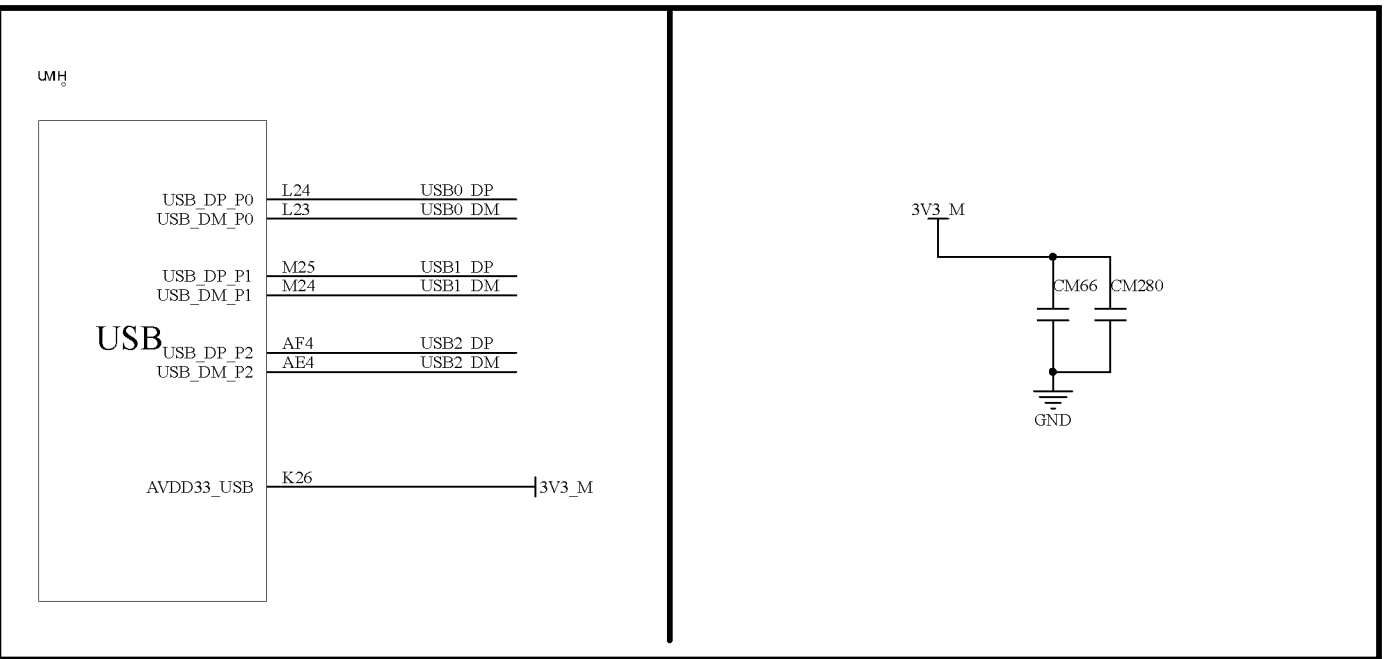 UMH
USB_DP_P0 L24 USB0_DP
USB_DM_P0 L23 USB0_DM
USB_DP_P1 M25 USB1_DP
USB_DM_P1 M24 USB1_DM
USB
USB_DP_P2 AF4 USB2_DP
USB_DM_P2 AE4 USB2_DM
AVDD33_USB K26 3V3_M
3V3_M
CM66 CM280
GND